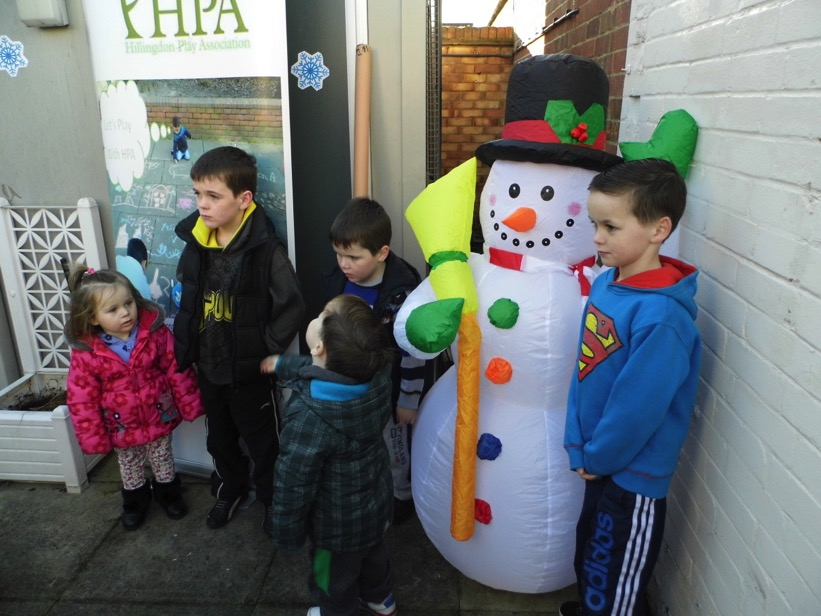 HPA
Hillingdon Play Association
Let's Play
With HPA
adidas